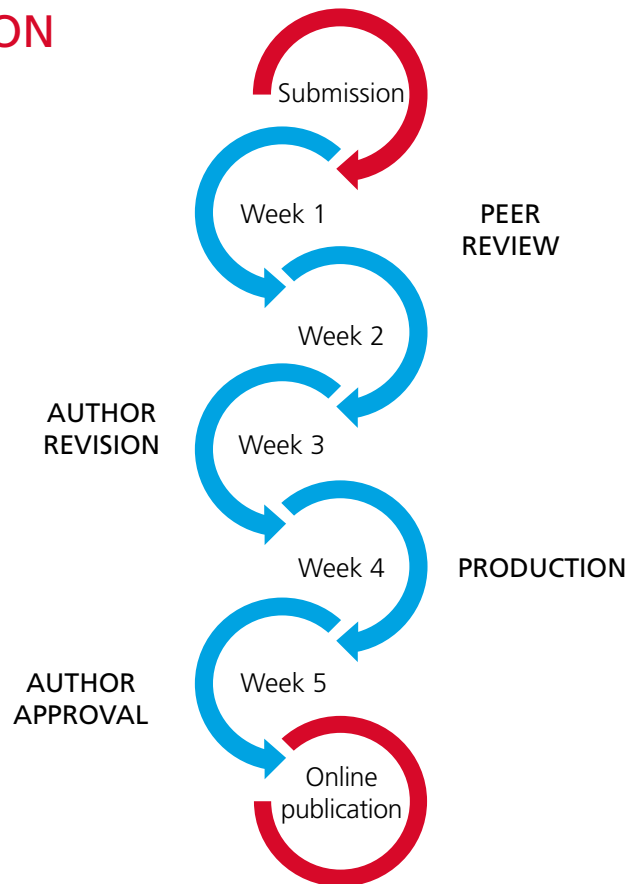 ON
Submission
Week 1
PEER
REVIEW
Week 2
AUTHOR
REVISION
Week 3
Week 4
PRODUCTION
AUTHOR
APPROVAL
Week 5
Online
publication